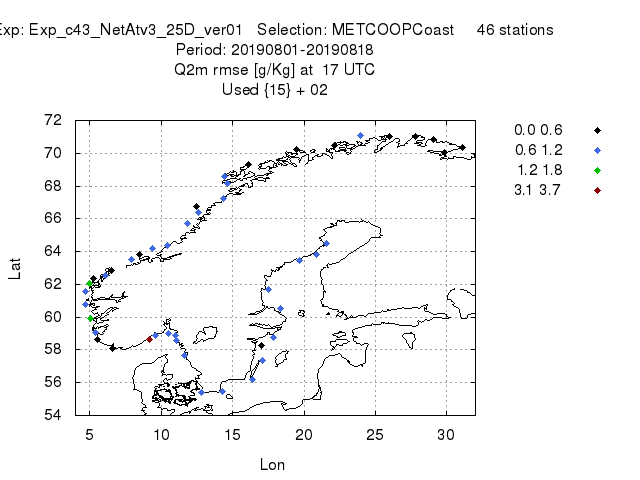 Exp: Exp_c43_NetAtv3_25D_ver01 Selection: METCOOPCoast 46 stations
Period: 20190801-20190818
Q2m rmse [g/Kg] at 17 UTC
Used {15} + 02
0.0 0.6
0.6 1.2
1.2 1.8
3.1 3.7
72
70
68
66
64
62
60
58
56
54
Lat
5 10 15 20 25 30
Lon